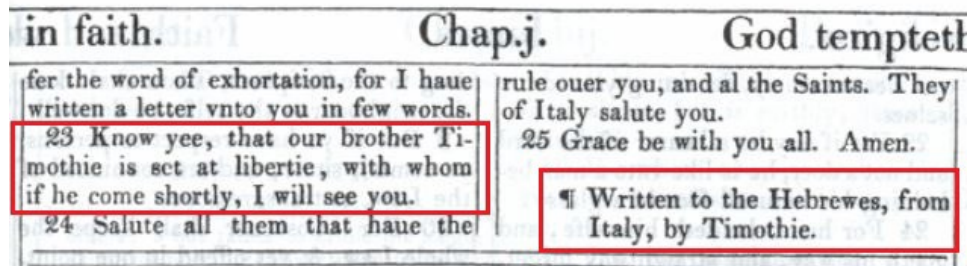 in faith. Chap.j. God tempteth
fer the word of exhortation, for I haue
written a letter vnto you in few words.
23 Know yee, that our brother Ti-
mothie is set at libertie, with whom
if he come shortly, I will see you.
24 Salute all them that haue the
rule ouer you, and al the Saints. They
of Italy salute you.
25 Grace be with you all. Amen.
¶ Written to the Hebrewes, from
Italy, by Timothie.